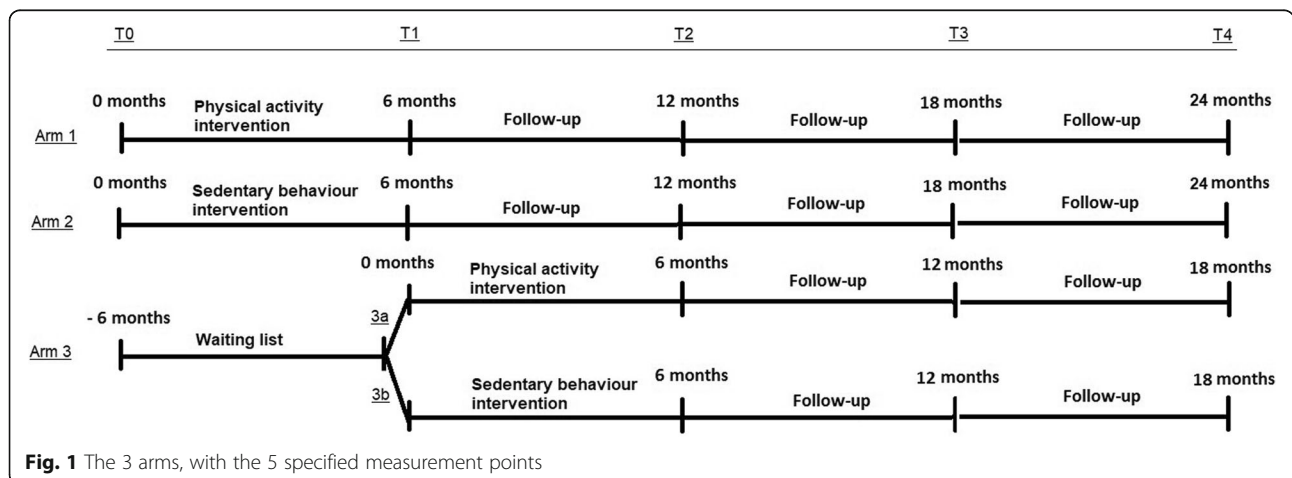 T0 T1 T2 T3 T4
0 months Physical activity intervention 6 months 12 months 18 months 24 months
Arm 1 Follow-up Follow-up Follow-up
0 months Sedentary behaviour intervention 6 months 12 months 18 months 24 months
Arm 2 Follow-up Follow-up Follow-up
0 months Physical activity intervention 6 months 12 months 18 months
3a Follow-up Follow-up
- 6 months
Arm 3 Waiting list
3b Sedentary behaviour intervention 6 months 12 months 18 months
Follow-up Follow-up
Fig. 1 The 3 arms, with the 5 specified measurement points